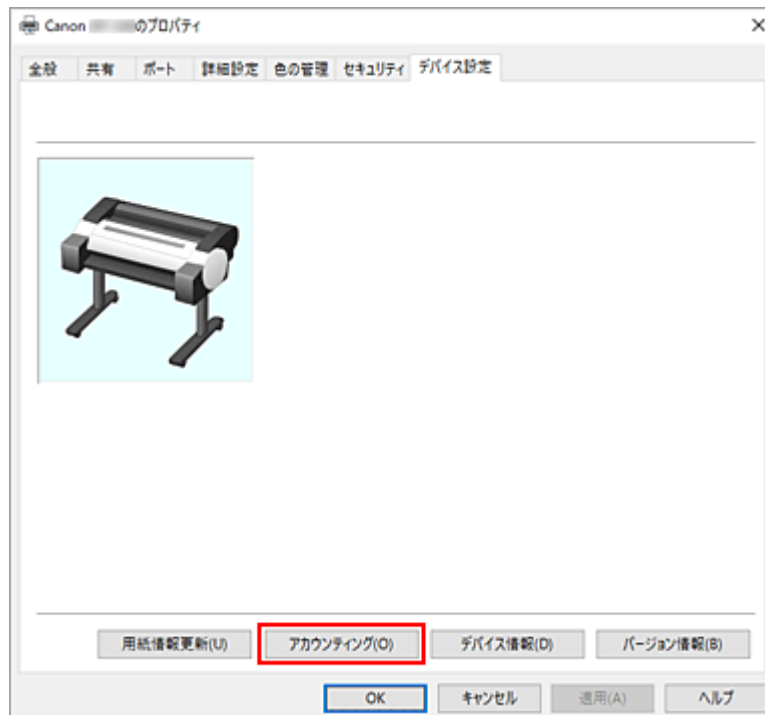 Canon のプロパティ
全般 共有 ポート 詳細設定 色の管理 セキュリティ デバイス設定
用紙情報更新(U) アカウンティング(O) デバイス情報(D) バージョン情報(B)
OK キャンセル 適用(A) ヘルプ